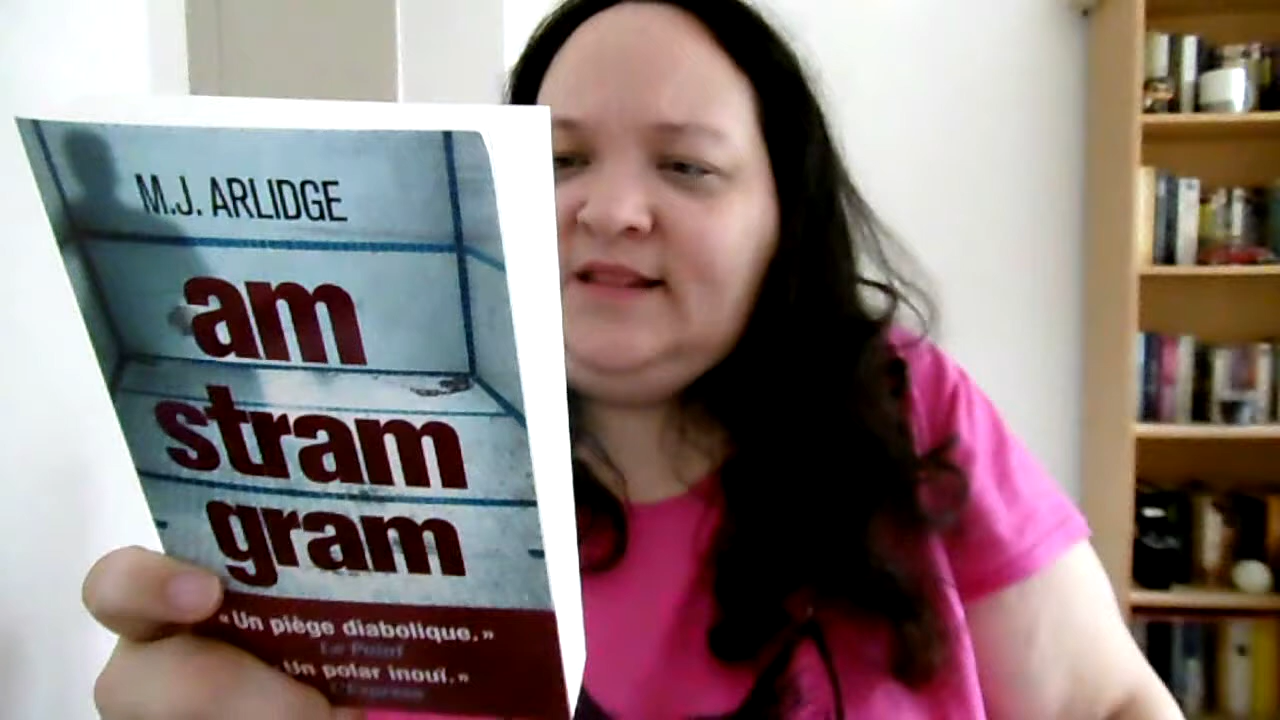 M.J. ARLIDGE
am
stram
gram
« Un piège diabolique. »
Le Point
Un polar inouï. »
L'Express